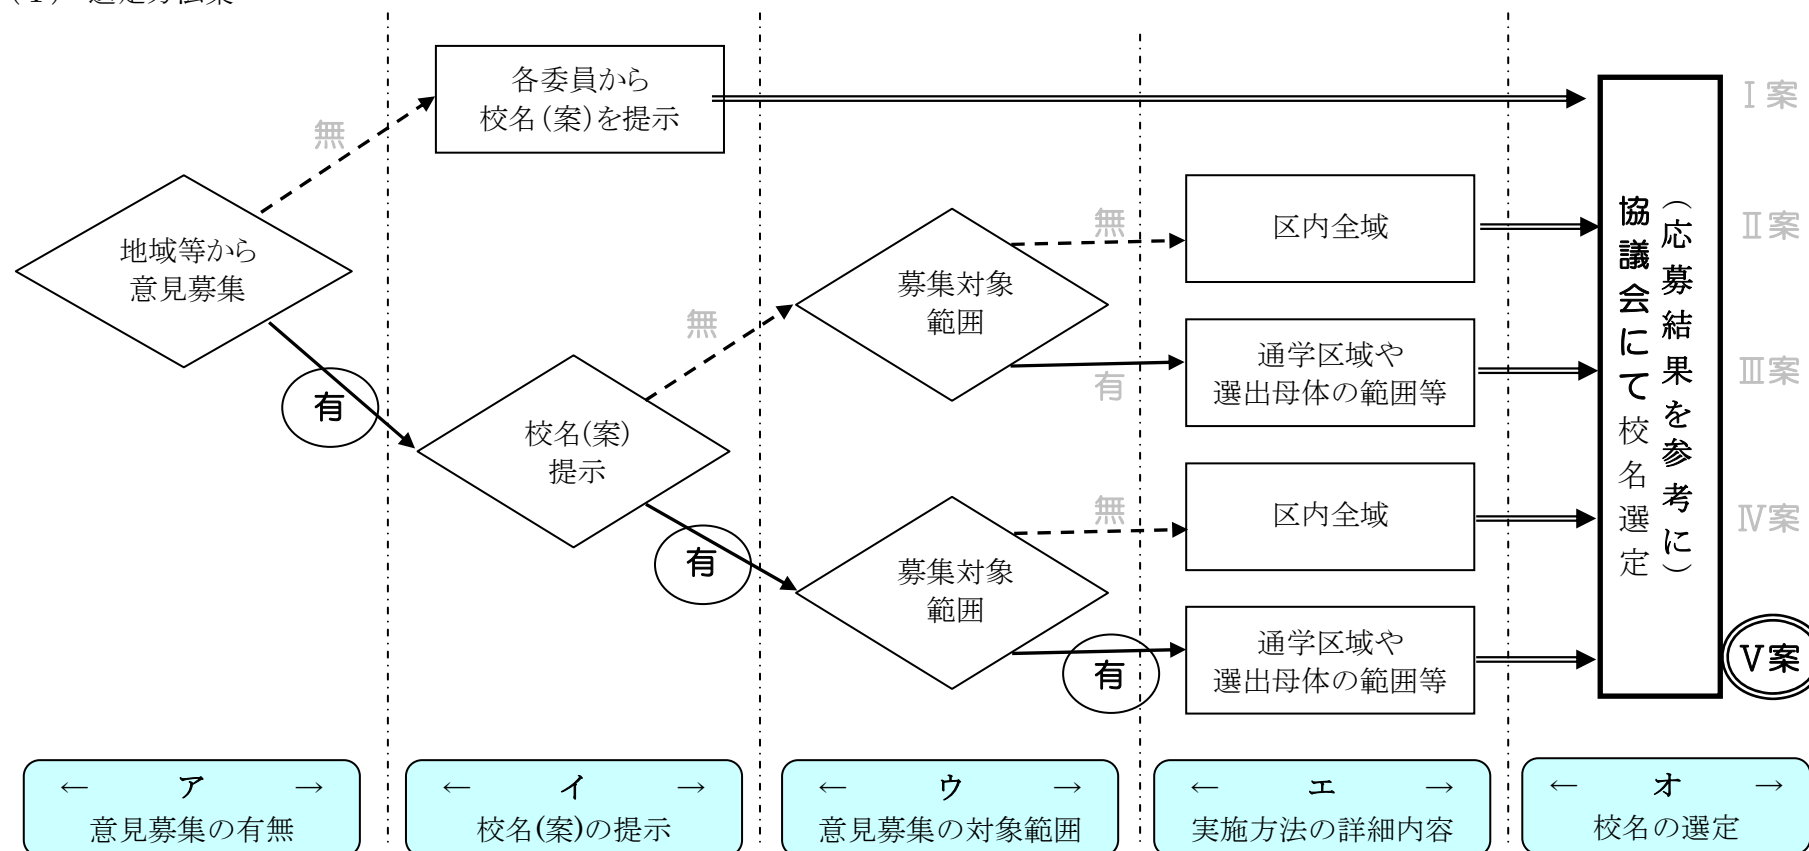 各委員から
校名(案)を提示
Ⅰ案
無
地域等から
意見募集
有
校名(案)
提示
無
有
募集対象
範囲
無
有
区内全域
Ⅱ案
通学区域や
選出母体の範囲等
Ⅲ案
募集対象
範囲
無
有
区内全域
Ⅳ案
通学区域や
選出母体の範囲等
Ⅴ案
(応募結果を参考に)
協議会にて校名選定
← ア →
意見募集の有無
← イ →
校名(案)の提示
← ウ →
意見募集の対象範囲
← エ →
実施方法の詳細内容
← オ →
校名の選定